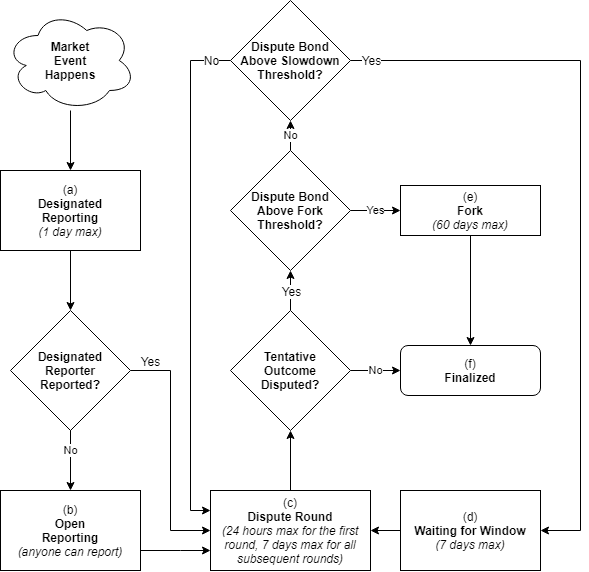 Market
Event
Happens
(a)
Designated
Reporting
(1 day max)
Designated
Reporter
Reported?
Yes
No
(b)
Open
Reporting
(anyone can report)
Dispute Bond
Above Slowdown
Threshold?
No
Yes
No
Dispute Bond
Above Fork
Threshold?
Yes
(e)
Fork
(60 days max)
Yes
Tentative
Outcome
Disputed?
No
(f)
Finalized
(c)
Dispute Round
(24 hours max for the first
round, 7 days max for all
subsequent rounds)
(d)
Waiting for Window
(7 days max)